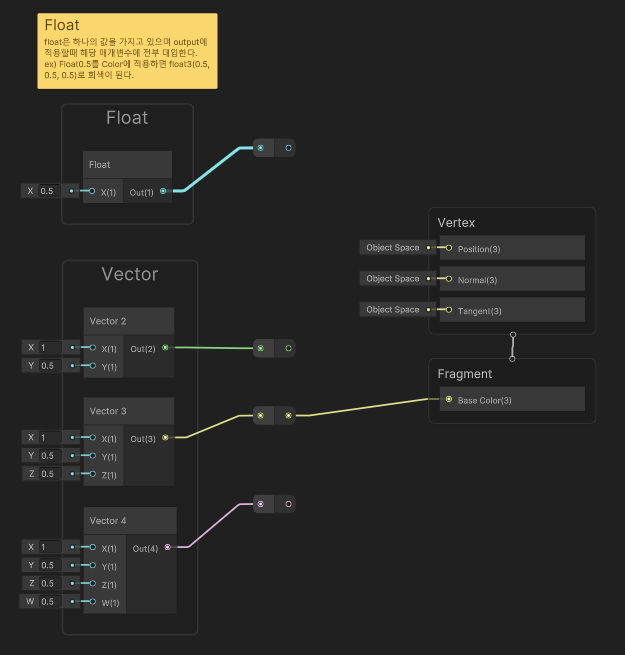 Float
float은 하나의 값을 가지고 있으며 output에
적용할때 해당 매개변수에 전부 대입한다.
ex) Float0.5를 Color에 적용하면 float3(0.5,
0.5, 0.5)로 회색이 된다.
Float
Float
X 0.5
X(1) Out(1)
Vector
Vector 2
X 1
X(1) Out(2)
Y 0.5
Y(1)
Vector 3
X 1
X(1) Out(3)
Y 0.5
Y(1)
Z 0.5
Z(1)
Vector 4
X 1
X(1) Out(4)
Y 0.5
Y(1)
Z 0.5
Z(1)
W 0.5
W(1)
Vertex
Object Space
Position(3)
Object Space
Normal(3)
Object Space
Tangent(3)
Fragment
Base Color(3)